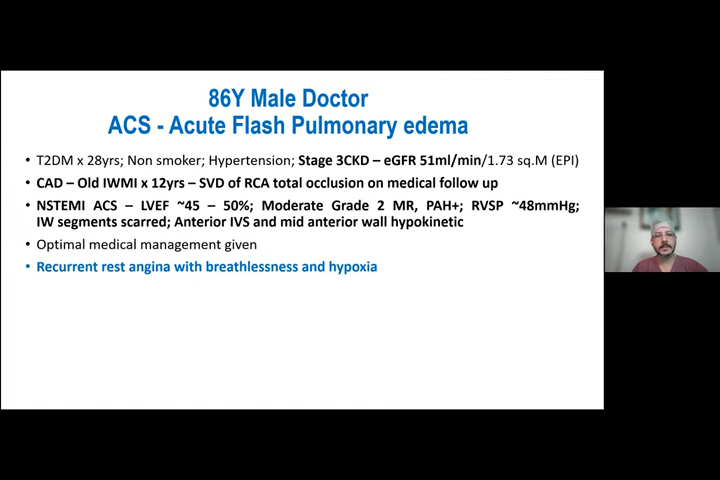 86Y Male Doctor
ACS - Acute Flash Pulmonary edema
• T2DM x 28yrs; Non smoker; Hypertension; Stage 3CKD – eGFR 51ml/min/1.73 sq.M (EPI)
• CAD – Old IWMI x 12yrs – SVD of RCA total occlusion on medical follow up
• NSTEMI ACS – LVEF ~45 – 50%; Moderate Grade 2 MR, PAH+; RVSP ~48mmHg;
IW segments scarred; Anterior IVS and mid anterior wall hypokinetic
• Optimal medical management given
• Recurrent rest angina with breathlessness and hypoxia